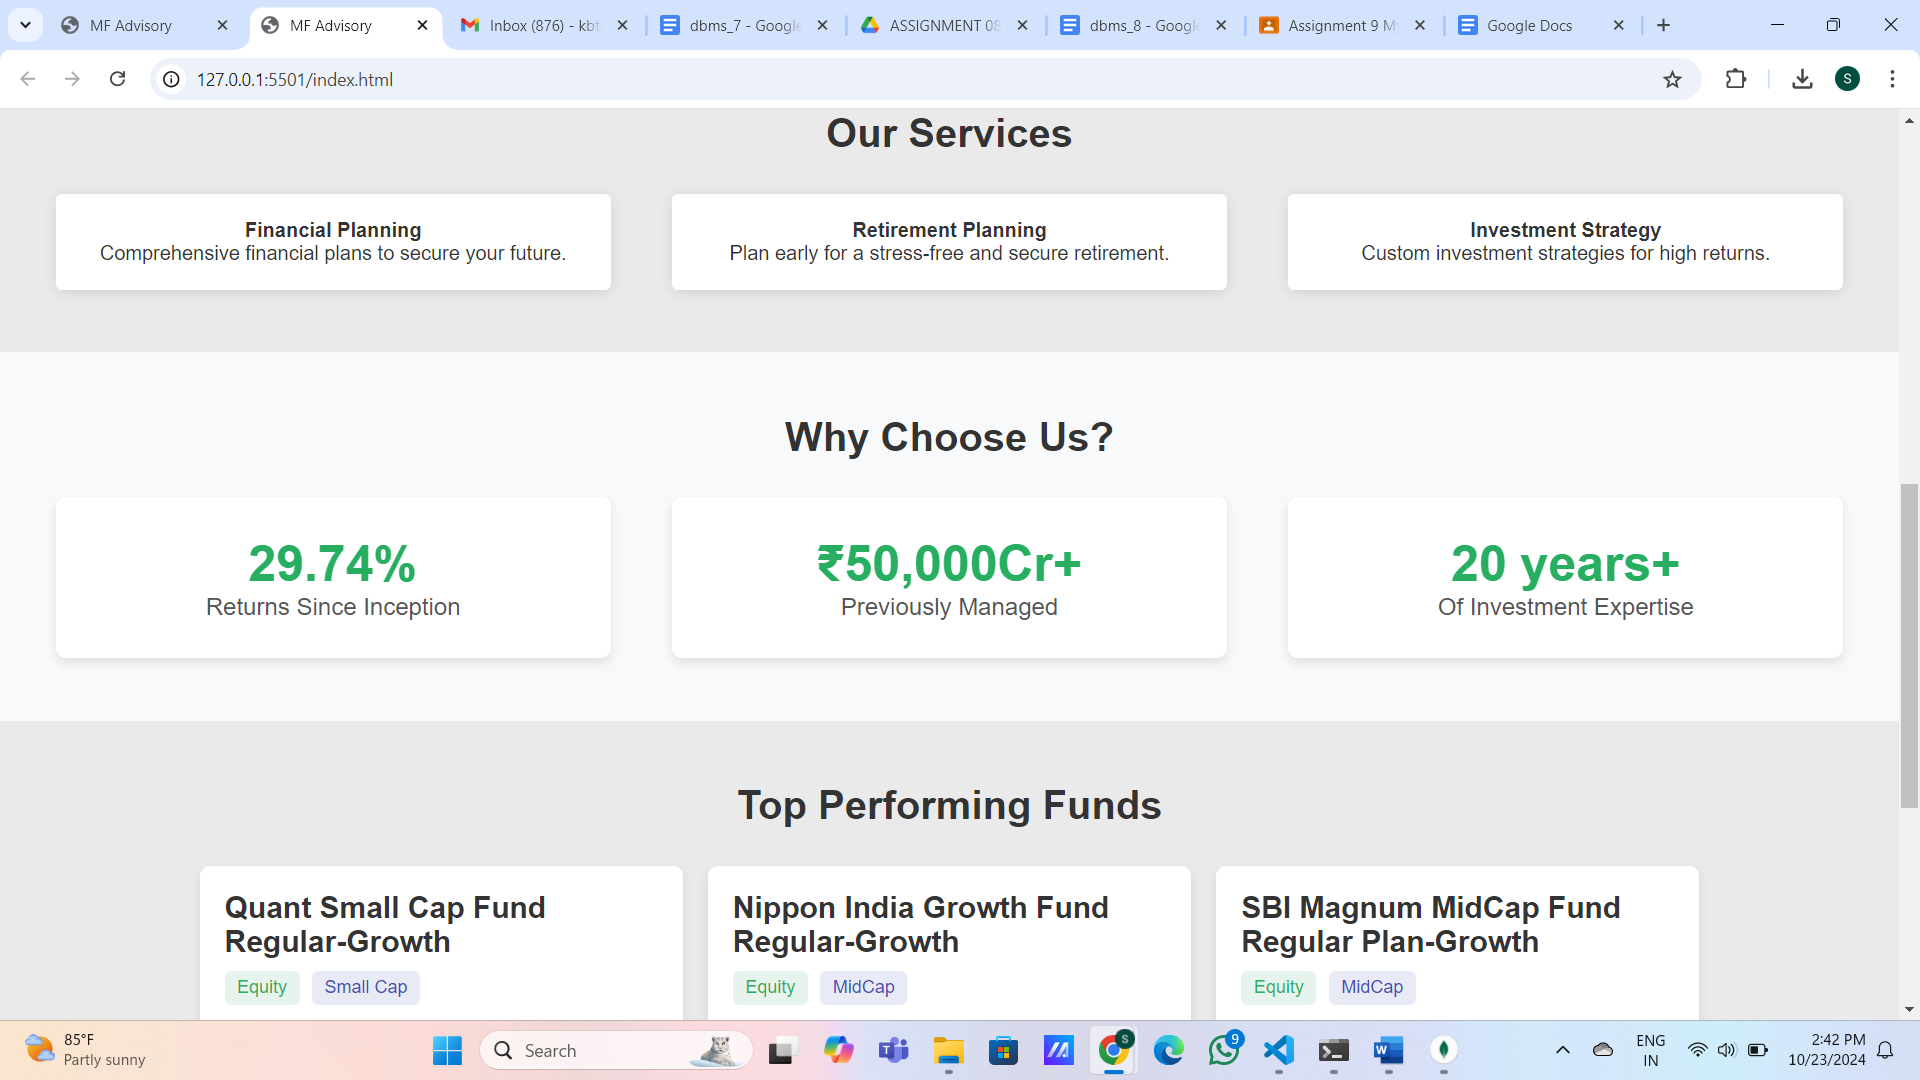 MF Advisory
MF Advisory
Inbox (876) - kbt
dbms_7 - Google
ASSIGNMENT 08
dbms_8 - Google
Assignment 9 M
Google Docs
127.0.0.1:5501/index.html
S
Our Services
Financial Planning
Comprehensive financial plans to secure your future.
Retirement Planning
Plan early for a stress-free and secure retirement.
Investment Strategy
Custom investment strategies for high returns.
Why Choose Us?
29.74%
Returns Since Inception
₹50,000Cr+
Previously Managed
20 years+
Of Investment Expertise
Top Performing Funds
Quant Small Cap Fund
Regular-Growth
Equity Small Cap
Nippon India Growth Fund
Regular-Growth
Equity MidCap
SBI Magnum MidCap Fund
Regular Plan-Growth
Equity MidCap
85°F
Partly sunny
Search
S
9
ENG
IN
2:42 PM
10/23/2024